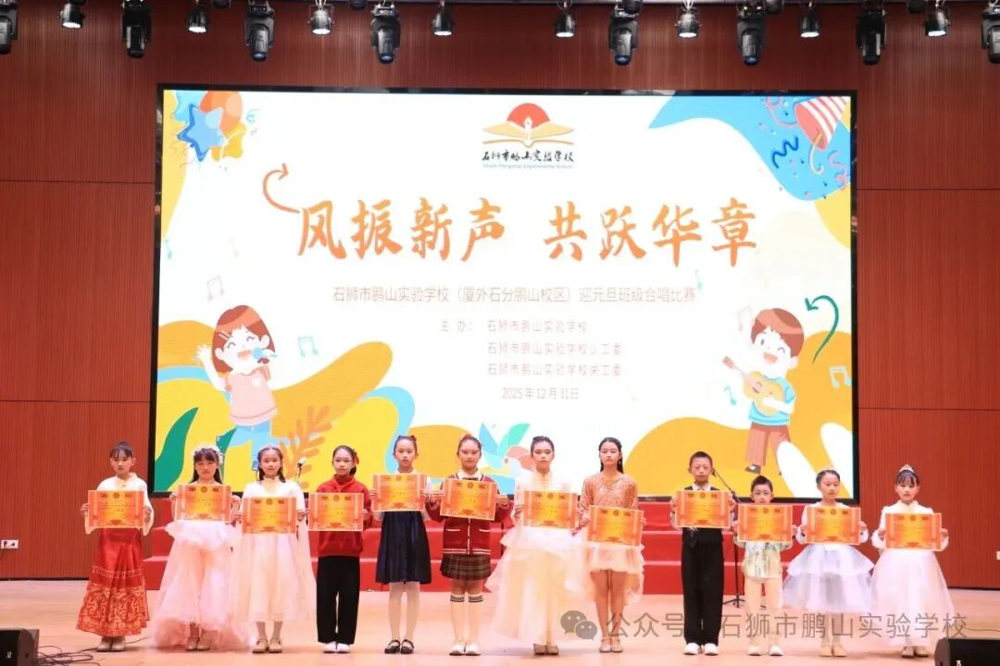 石狮市鹏山实验学校
Shishi Pengshan Experimental School
风振新声 共跃华章
石狮市鹏山实验学校（厦外石分鹏山校区）迎元旦班级合唱比赛
主 办： 石狮市鹏山实验学校
石狮市鹏山实验学校少工委
石狮市鹏山实验学校关工委
2025年12月31日
公众号 石狮市鹏山实验学校